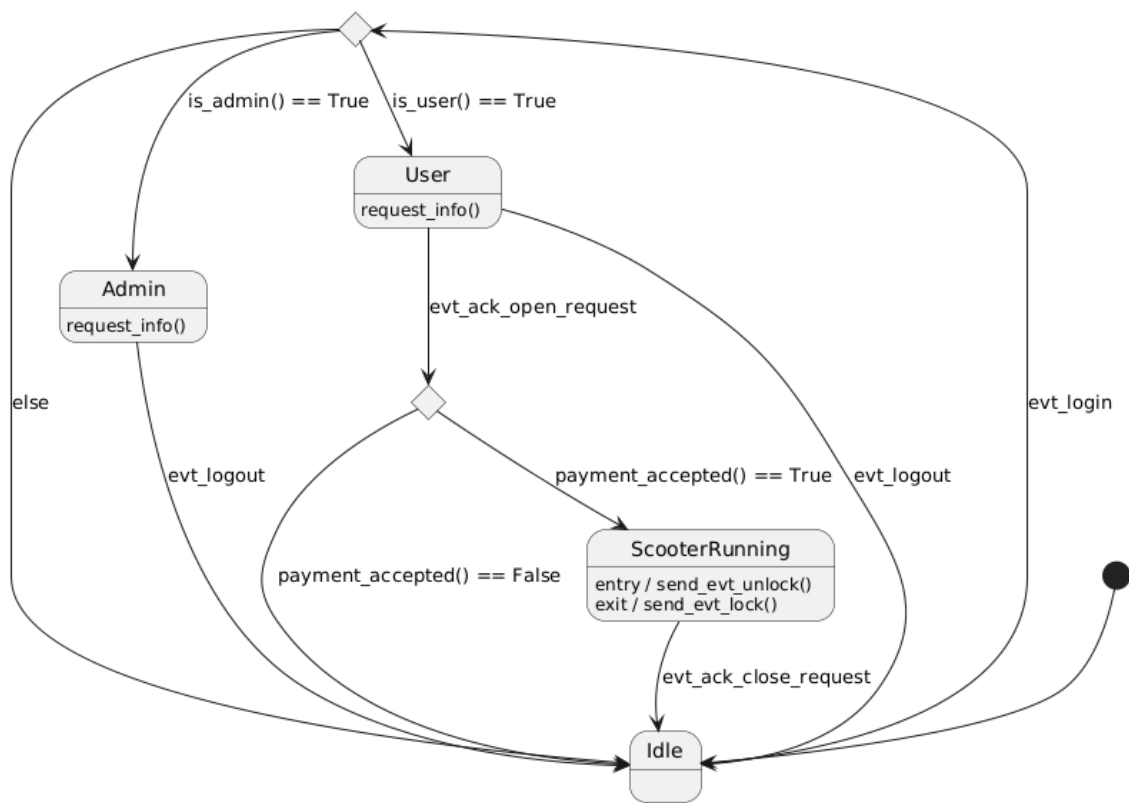 is_admin() == True
is_user() == True
User
request_info()
Admin
request_info()
evt_ack_open_request
else
evt_login
evt_logout
payment_accepted() == True
evt_logout
ScooterRunning
entry / send_evt_unlock()
exit / send_evt_lock()
payment_accepted() == False
evt_ack_close_request
Idle